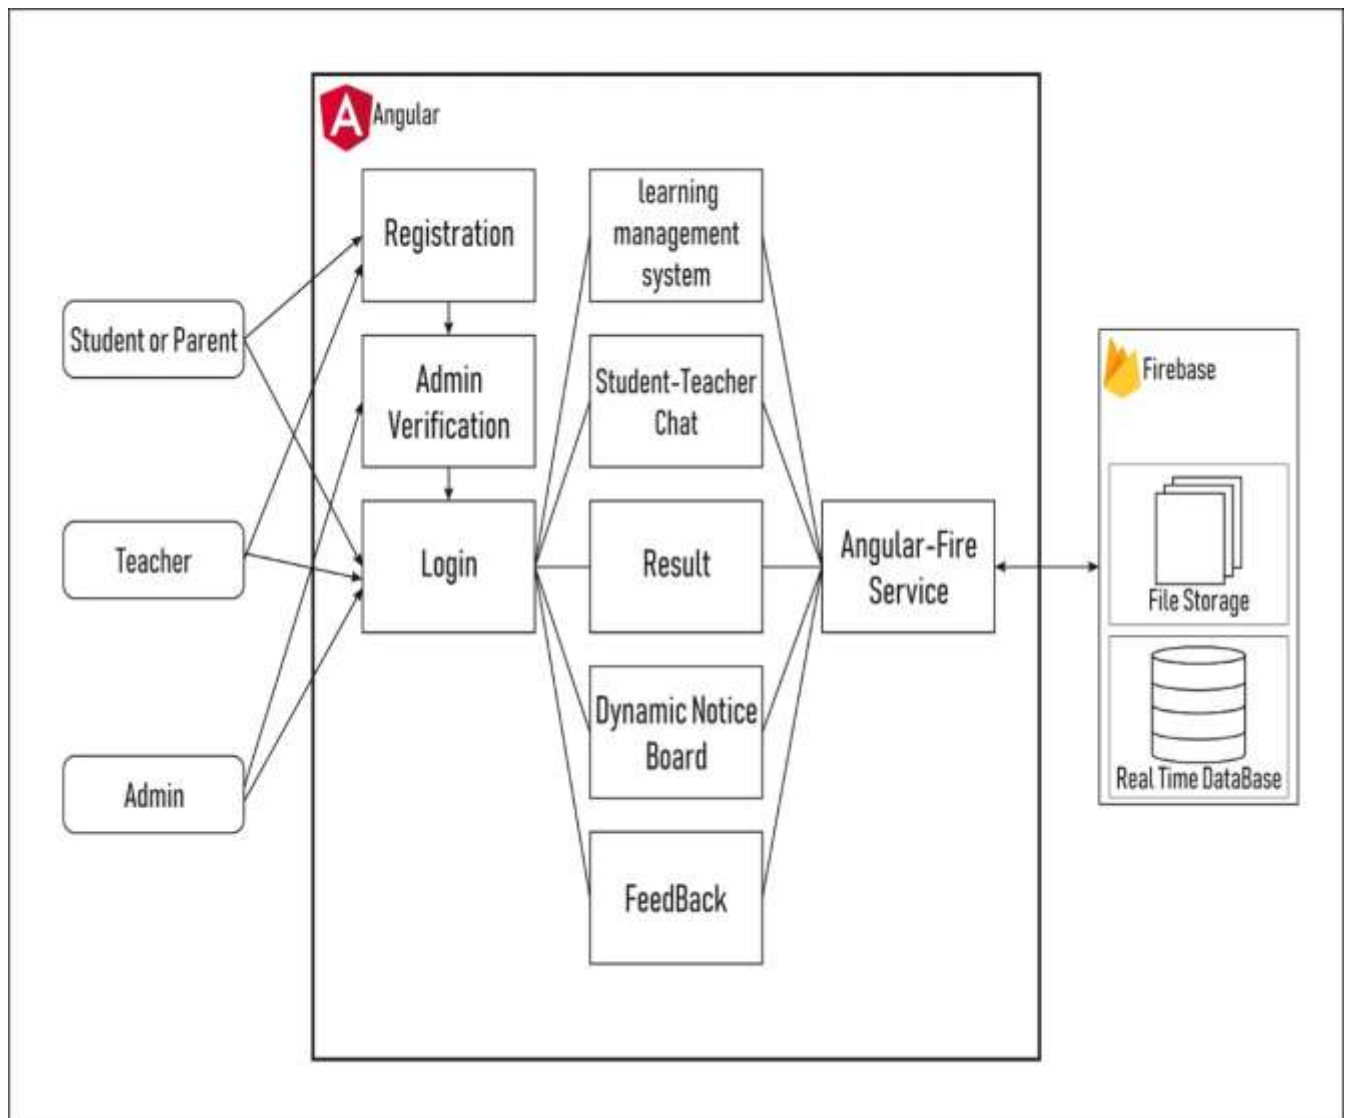 Angular
Registration
learning
management
system
Student or Parent
Admin
Verification
Student-Teacher
Chat
Firebase
Teacher
Login
Result
Angular-Fire
Service
File Storage
Dynamic Notice
Board
Real Time DataBase
Admin
FeedBack